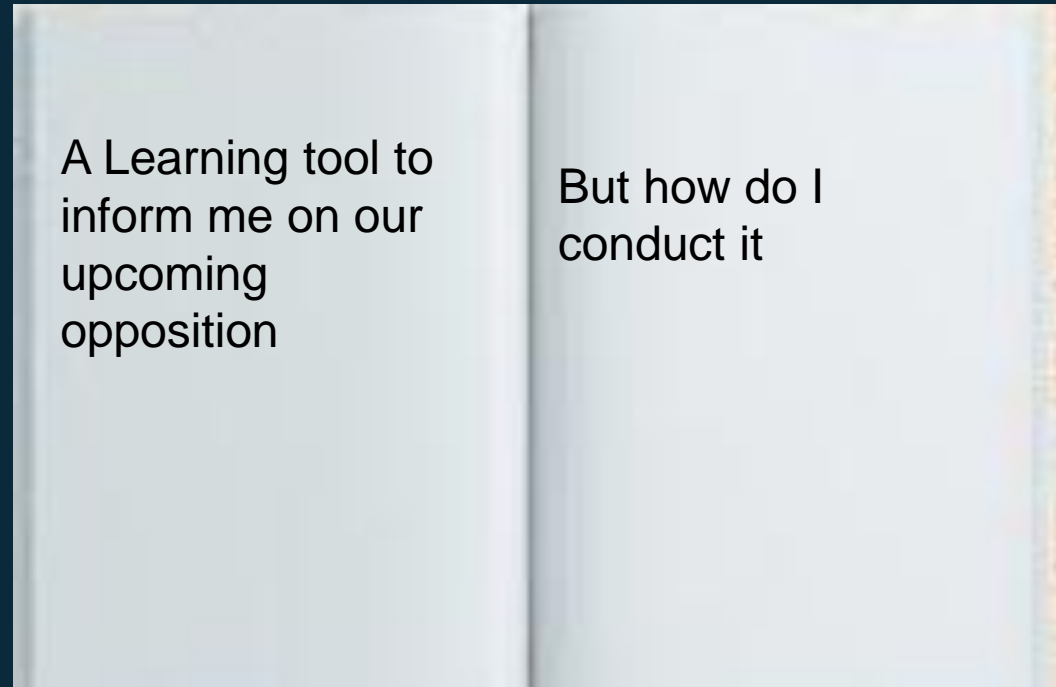 A Learning tool to
inform me on our
upcoming
opposition
But how do I
conduct it